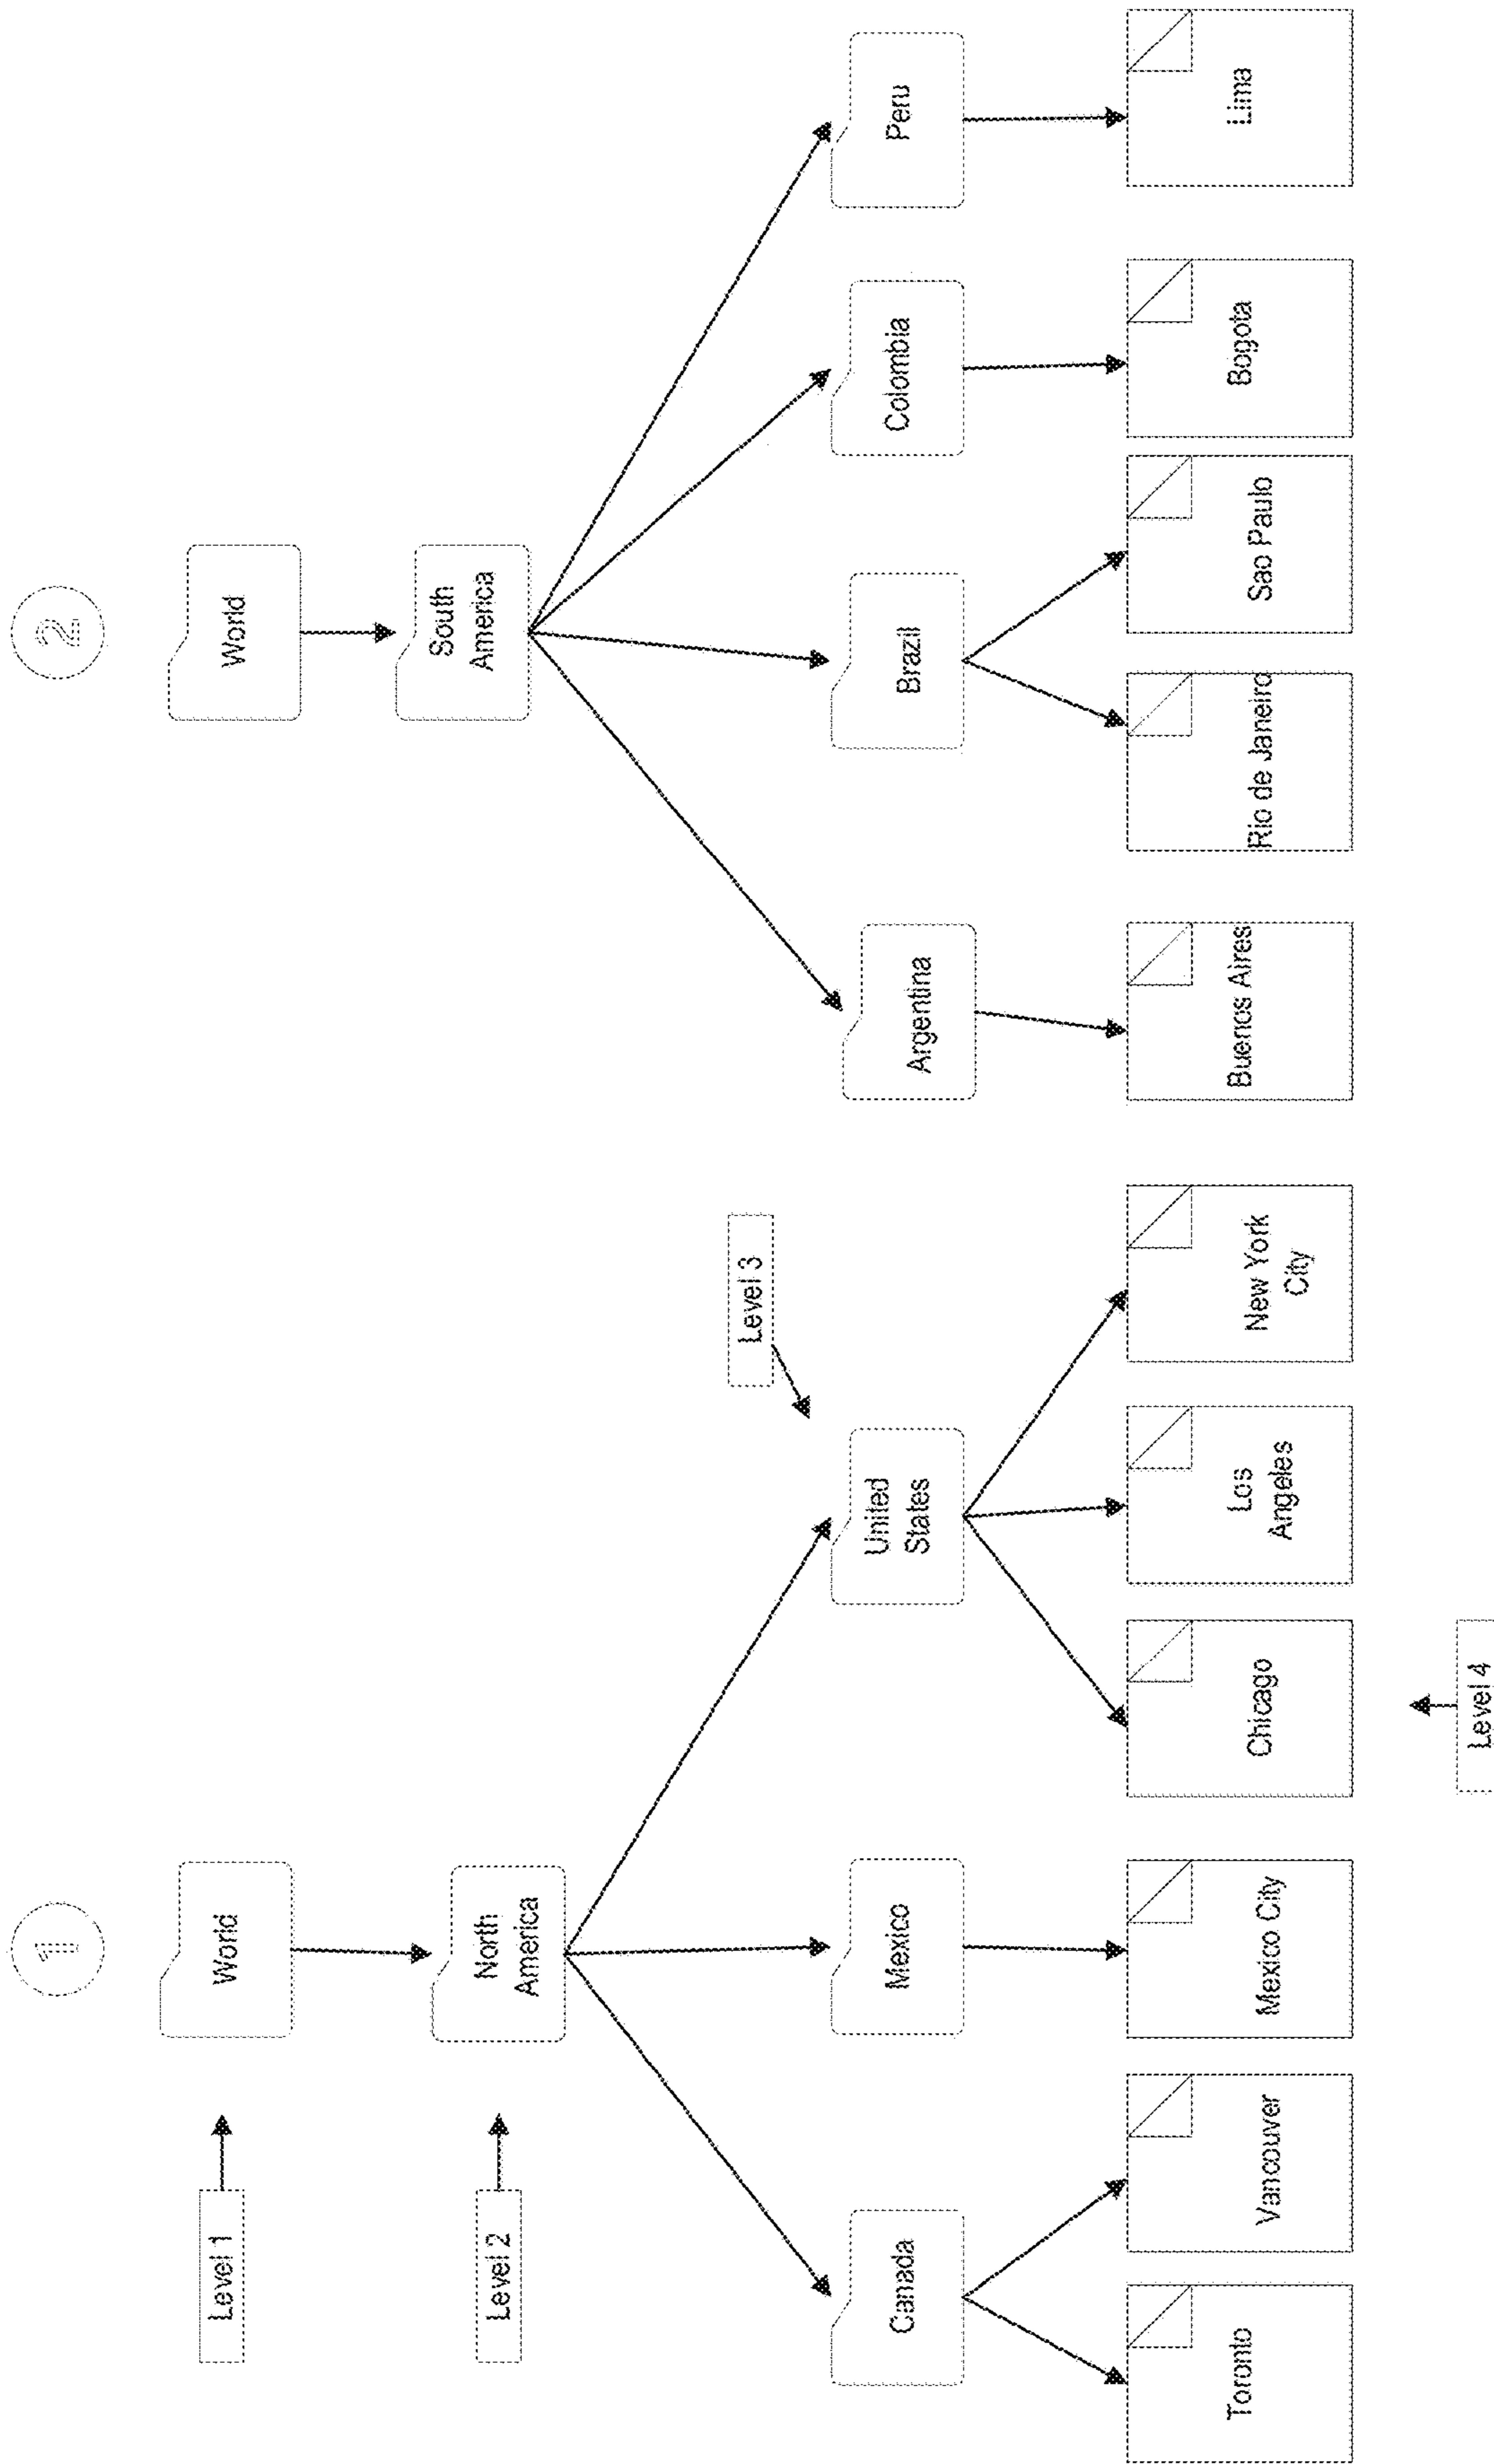 1
2
World
World
Level 1
North
America
South
America
Level 2
Level 3
Canada
Mexico
United
States
Argentina
Brazil
Colombia
Peru
Toronto
Vancouver
Mexico City
Chicago
Los
Angeles
New York
City
Buenos Aires
Rio de Janeiro
Sao Paulo
Bogota
Lima
Level 4